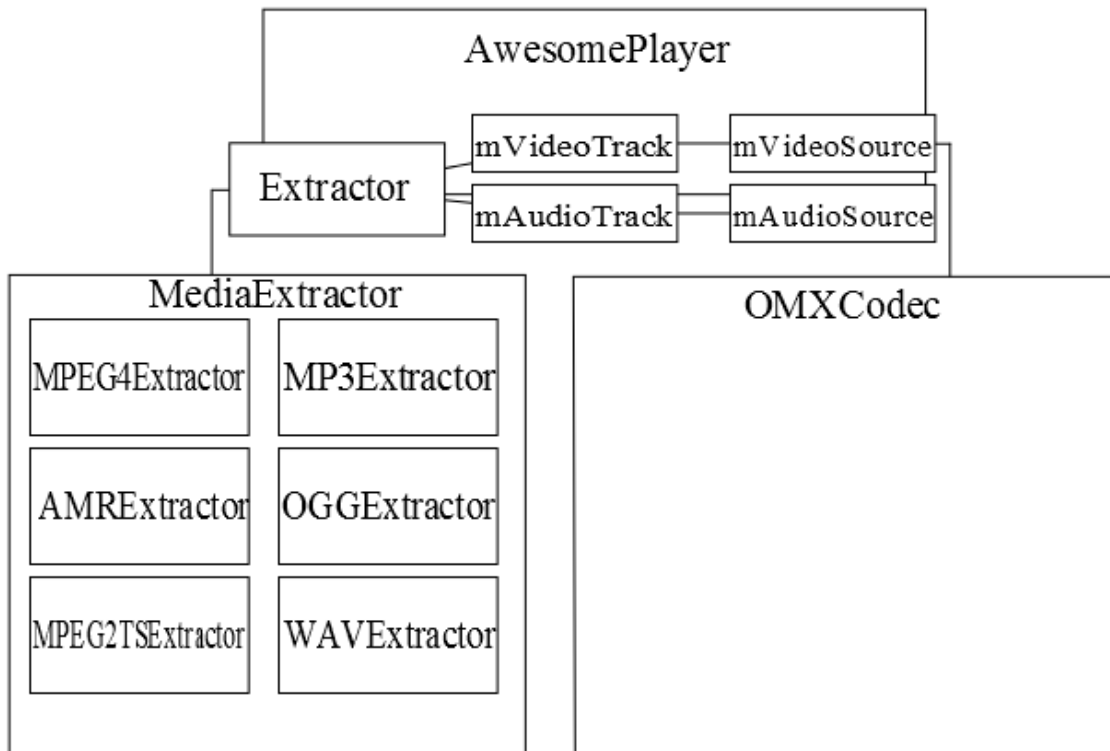 AwesomePlayer
mVideoTrack
mVideoSource
Extractor
mAudioTrack
mAudioSource
MediaExtractor
OMXCodec
MPEG4Extractor
MP3Extractor
AMRExtractor
OGGExtractor
MPEG2TSExtractor
WAVExtractor